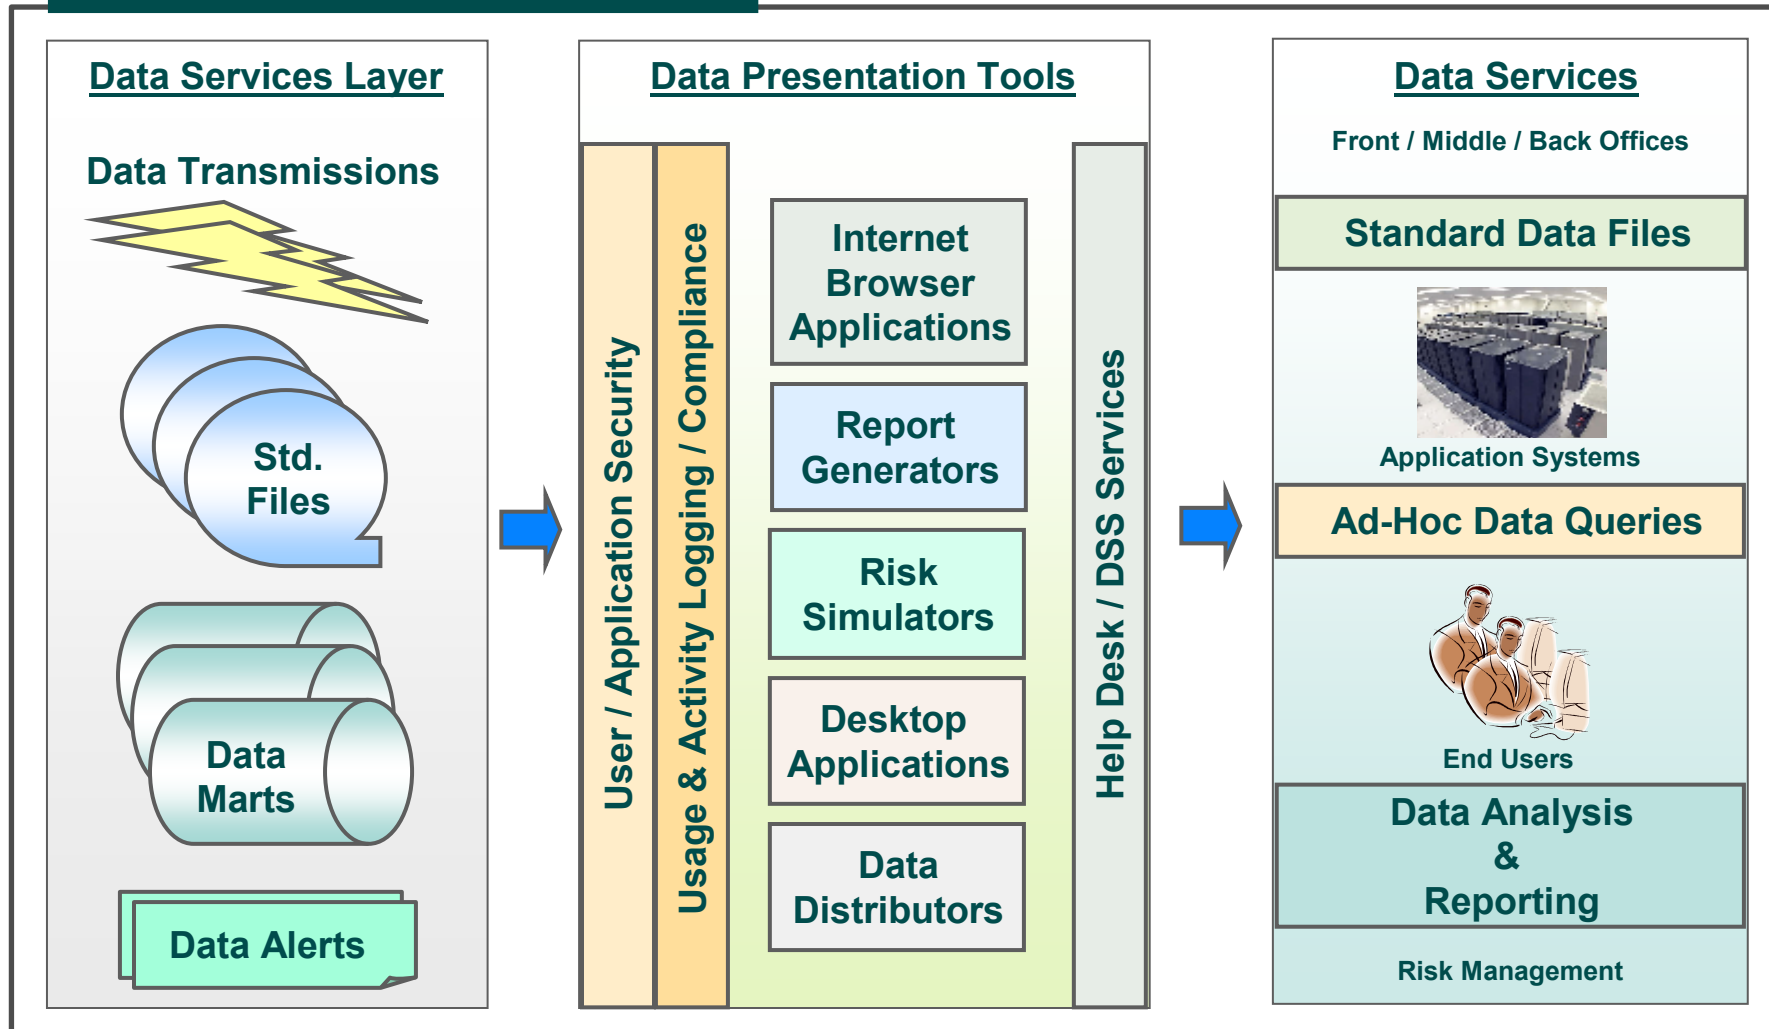 Data Services Layer
Data Transmissions
Std.
Files
Data
Marts
Data Alerts
Data Presentation Tools
User / Application Security
Usage & Activity Logging / Compliance
Internet
Browser
Applications
Report
Generators
Risk
Simulators
Desktop
Applications
Data
Distributors
Help Desk / DSS Services
Data Services
Front / Middle / Back Offices
Standard Data Files
Application Systems
Ad-Hoc Data Queries
End Users
Data Analysis
&
Reporting
Risk Management